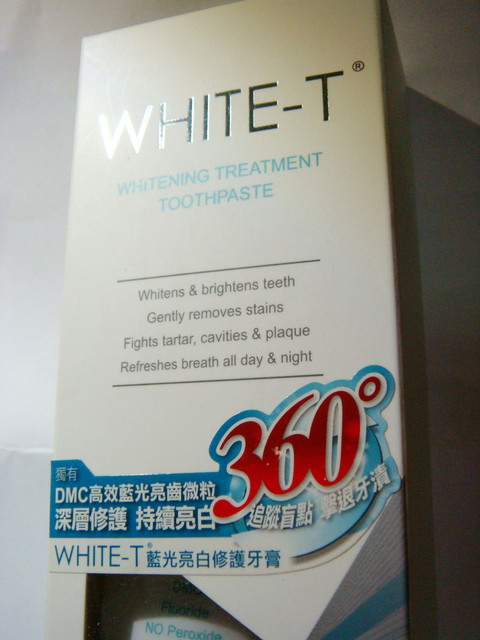 WHITE-T®
WHITENING TREATMENT
TOOTHPASTE
Whitens & brightens teeth
Gently removes stains
Fights tartar, cavities & plaque
Refreshes breath all day & night
360°
獨有
DMC高效藍光亮齒微粒
深層修護 持續亮白
追蹤盲點 擊退牙漬
WHITE-T®藍光亮白修護牙膏
DMC
Fluoride
NO Peroxide